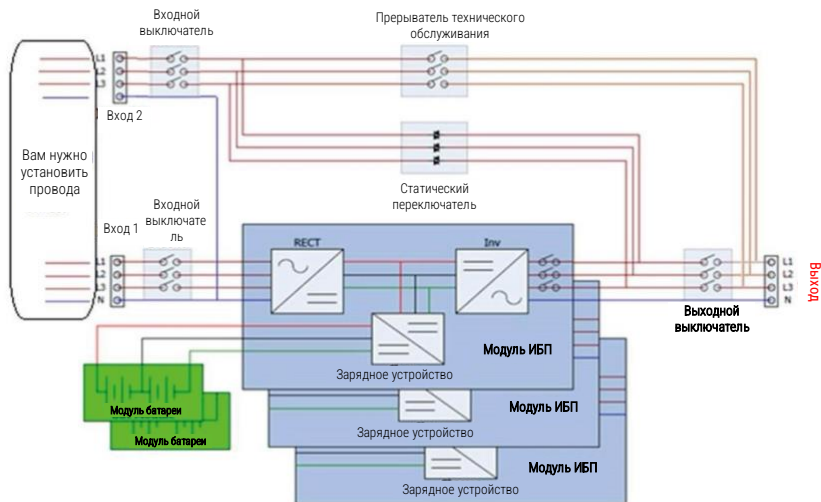 Входной
выключатель
Прерыватель технического
обслуживания
L1
L2
L3
Вход 2
Вам нужно
установить
провода
Статический
переключатель
Входной
выключате
ль
Вход 1
L1
L2
L3
N
RECT
Inv
L1
L2
L3
N
Выход
Выходной
выключатель
Модуль ИБП
Зарядное устройство
Модуль батареи
Модуль ИБП
Зарядное устройство
Модуль батареи
Модуль ИБП
Зарядное устройство